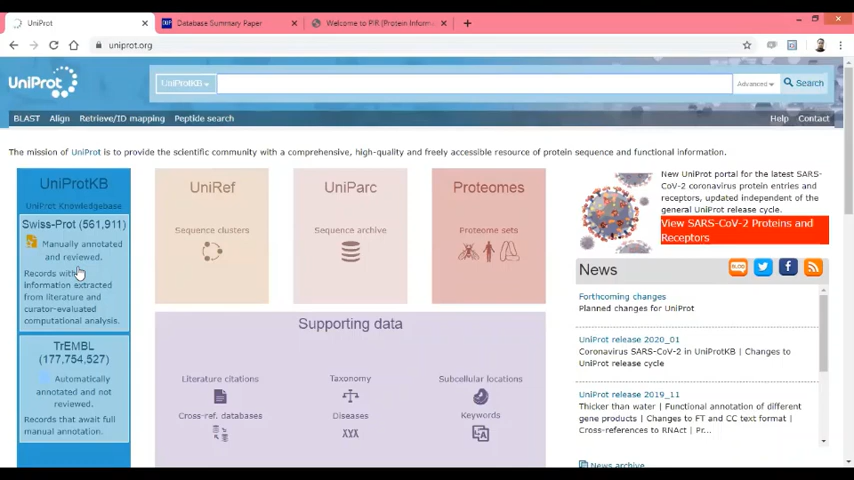 UniProt
Database Summary Paper
Welcome to PIR [Protein Inform
uniprot.org
UniProt
UniProtKB
Advanced
Search
BLAST Align Retrieve/ID mapping Peptide search
Help Contact
The mission of UniProt is to provide the scientific community with a comprehensive, high-quality and freely accessible resource of protein sequence and functional information.
UniProtKB
UniProt Knowledgebase
Swiss-Prot (561,911)
Manually annotated
and reviewed.
Records with
information extracted
from literature and
curator-evaluated
computational analysis.
TrEMBL
(177,754,527)
Automatically
annotated and not
reviewed.
Records that await full
manual annotation.
UniRef
Sequence clusters
UniParc
Sequence archive
Proteomes
Proteome sets
Supporting data
Literature citations
Taxonomy
Subcellular locations
Cross-ref. databases
Diseases
Keywords
New UniProt portal for the latest SARS-
CoV-2 coronavirus protein entries and
receptors, updated independent of the
general UniProt release cycle.
View SARS-CoV-2 Proteins and
Receptors
News
BLOG
Forthcoming changes
Planned changes for UniProt
UniProt release 2020_01
Coronavirus SARS-CoV-2 in UniProtKB | Changes to
UniProt release cycle
UniProt release 2019_11
Thicker than water | Functional annotation of different
gene products | Changes to FT and CC text format |
Cross-references to RNAct | Pr...
News archive